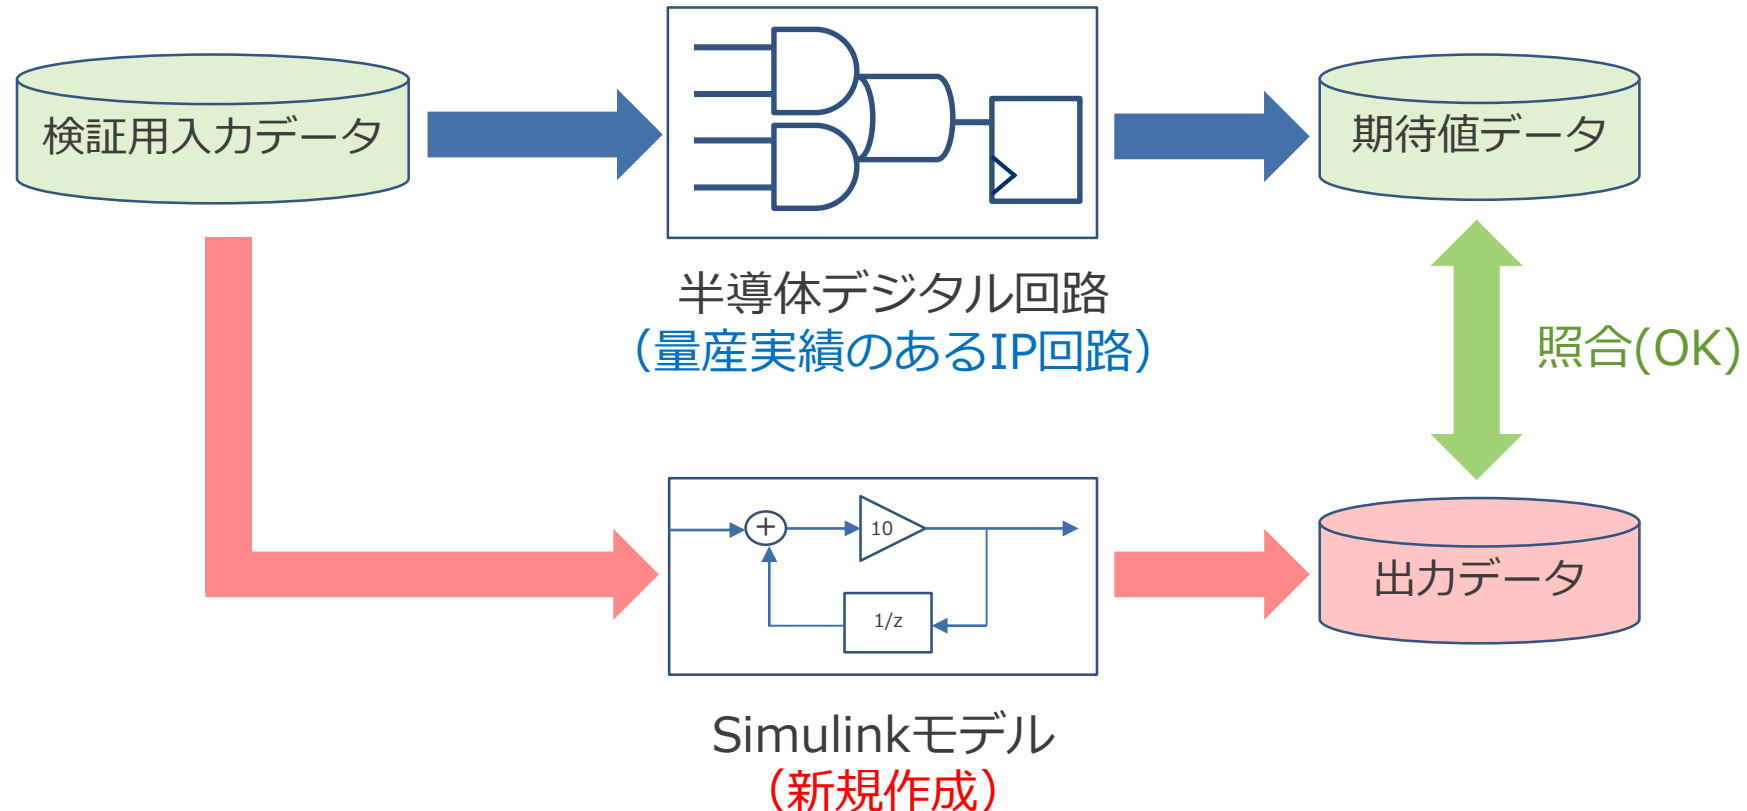 検証用入力データ
期待値データ
半導体デジタル回路
（量産実績のあるIP回路）
照合(OK)
+
10
1/z
出力データ
Simulinkモデル
（新規作成）